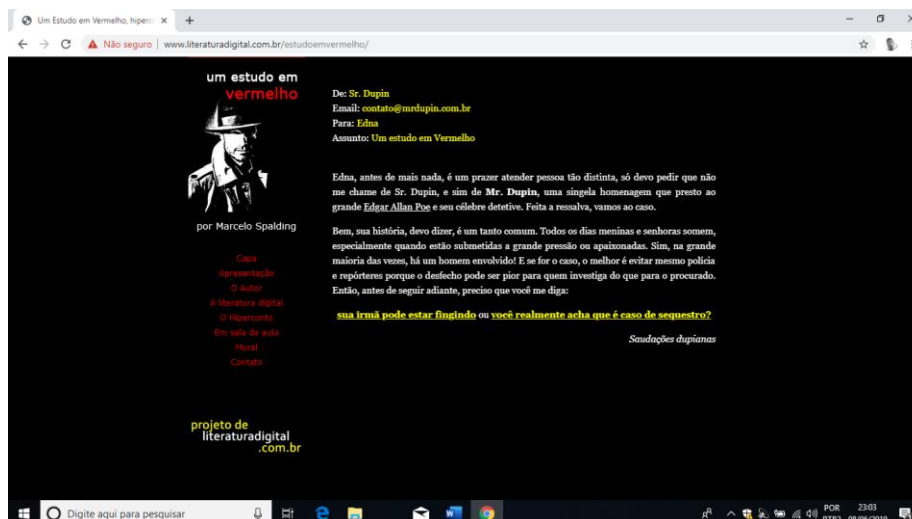 Um Estudo em Vermelho, hiperc
Não seguro | www.literaturadigital.com.br/estudoemvermelho/
um estudo em
vermelho
por Marcelo Spalding
Capa
Apresentação
O Autor
A literatura digital
O Hiperconto
Em sala de aula
Mural
Contato
projeto de
literaturadigital
.com.br
De: Sr. Dupin
Email: contato@mrdupin.com.br
Para: Edna
Assunto: Um estudo em Vermelho
Edna, antes de mais nada, é um prazer atender pessoa tão distinta, só devo pedir que não
me chame de Sr. Dupin, e sim de Mr. Dupin, uma singela homenagem que presto ao
grande Edgar Allan Poe e seu célebre detetive. Feita a ressalva, vamos ao caso.
Bem, sua história, devo dizer, é um tanto comum. Todos os dias meninas e senhoras somem,
especialmente quando estão submetidas a grande pressão ou apaixonadas. Sim, na grande
maioria das vezes, há um homem envolvido! E se for o caso, o melhor é evitar mesmo polícia
e repórteres porque o desfecho pode ser pior para quem investiga do que para o procurado.
Então, antes de seguir adiante, preciso que você me diga:
sua irmã pode estar fingindo ou você realmente acha que é caso de sequestro?
Saudações dupianas
Digite aqui para pesquisar
POR
23:03
PTB2
08/06/2019